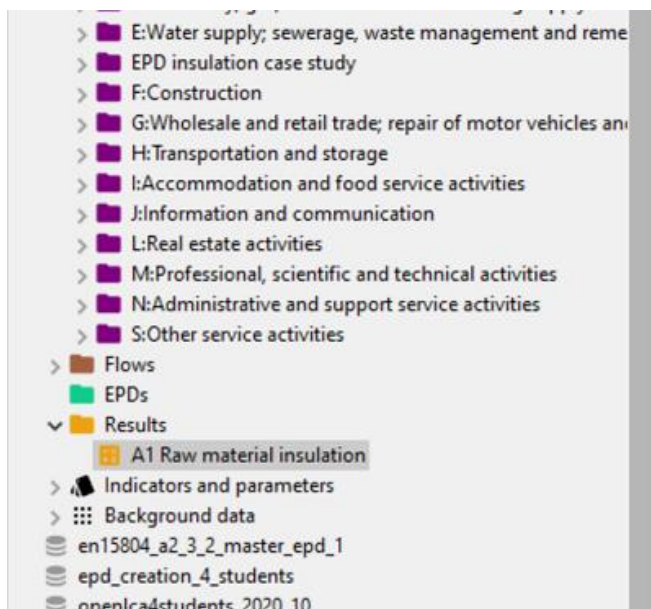 E:Water supply; sewerage, waste management and reme
EPD insulation case study
F:Construction
G:Wholesale and retail trade; repair of motor vehicles an
H:Transportation and storage
I:Accommodation and food service activities
J:Information and communication
L:Real estate activities
M:Professional, scientific and technical activities
N:Administrative and support service activities
S:Other service activities
Flows
EPDs
Results
A1 Raw material insulation
Indicators and parameters
Background data
en15804_a2_3_2_master_epd_1
epd_creation_4_students
openlca4students_2020_10